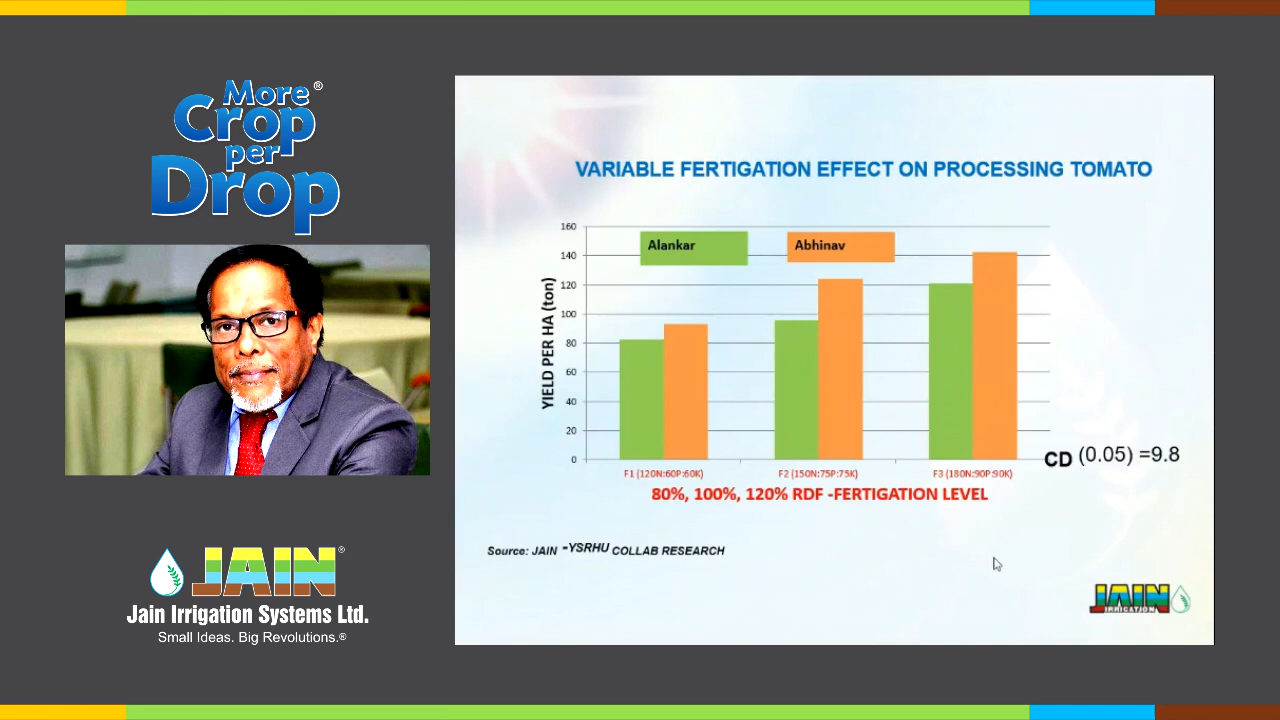 More®
Crop
per
Drop
JAIN®
Jain Irrigation Systems Ltd.
Small Ideas. Big Revolutions.®
VARIABLE FERTIGATION EFFECT ON PROCESSING TOMATO
YIELD PER HA (ton)
160
140
120
100
80
60
40
20
0
Alankar
Abhinav
F1 (120N:60P:60K)
F2 (150N:75P:75K)
F3 (180N:90P:90K)
CD (0.05) =9.8
80%, 100%, 120% RDF -FERTIGATION LEVEL
Source: JAIN -YSRHU COLLAB RESEARCH
JAIN
IRRIGATION